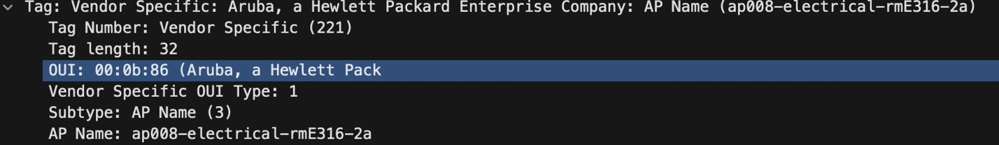 Tag: Vendor Specific: Aruba, a Hewlett Packard Enterprise Company: AP Name (ap008-electrical-rmE316-2a)
Tag Number: Vendor Specific (221)
Tag length: 32
OUI: 00:0b:86 (Aruba, a Hewlett Pack
Vendor Specific OUI Type: 1
Subtype: AP Name (3)
AP Name: ap008-electrical-rmE316-2a